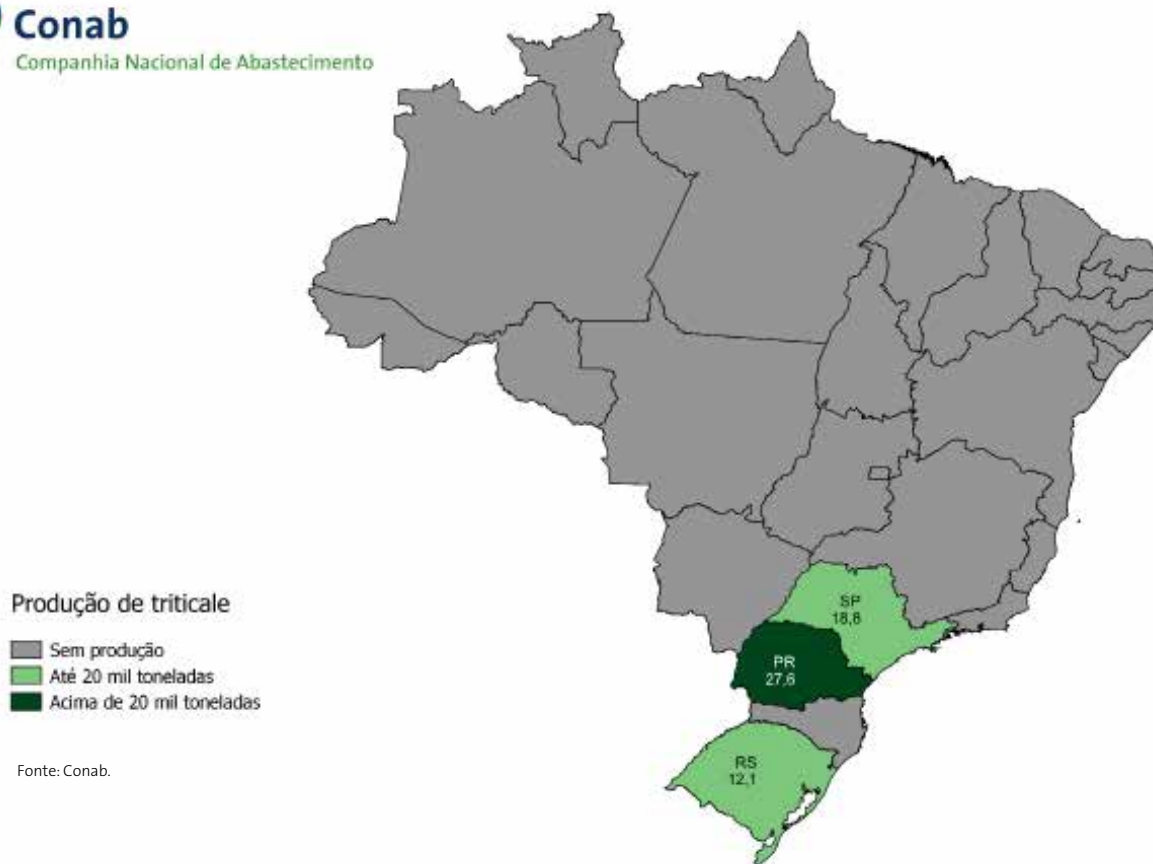 Conab
Companhia Nacional de Abastecimento
SP
18,8
PR
27,6
RS
12,1
Produção de triticale
Sem produção
Até 20 mil toneladas
Acima de 20 mil toneladas
Fonte: Conab.